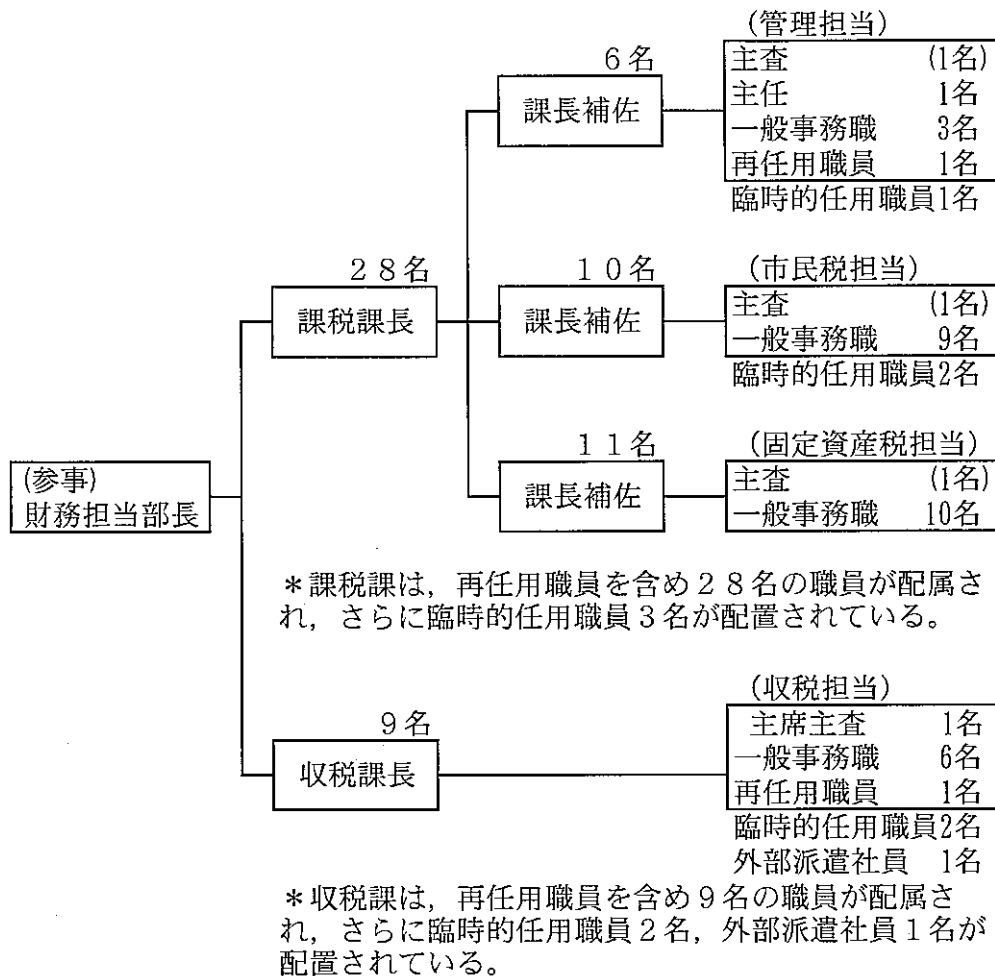 (管理担当)
6名
課長補佐
主査 (1名)
主任 1名
一般事務職 3名
再任用職員 1名
臨時的任用職員1名
28名
課税課長
10名
課長補佐
(市民税担当)
主査 (1名)
一般事務職 9名
臨時的任用職員2名
11名
課長補佐
(固定資産税担当)
主査 (1名)
一般事務職 10名
(参事)
財務担当部長
*課税課は，再任用職員を含め28名の職員が配属さ
れ，さらに臨時的任用職員3名が配置されている。
9名
収税課長
(収税担当)
主席主査 1名
一般事務職 6名
再任用職員 1名
臨時的任用職員2名
外部派遣社員 1名
*収税課は，再任用職員を含め9名の職員が配属さ
れ，さらに臨時的任用職員2名，外部派遣社員1名が
配置されている。